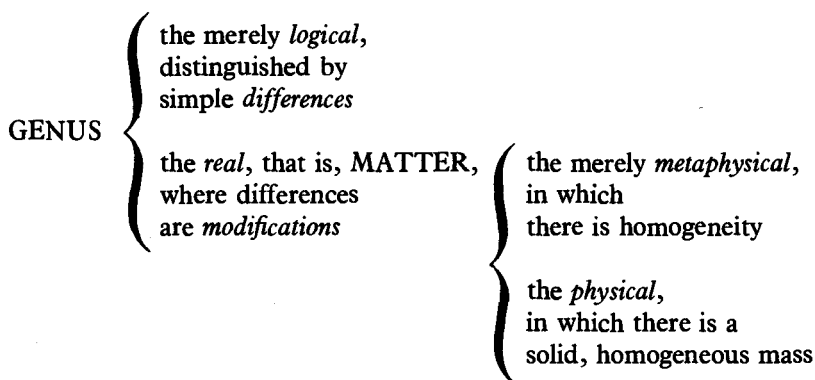 the merely logical,
distinguished by
simple differences
GENUS
the real, that is, MATTER,
where differences
are modifications
the merely metaphysical,
in which
there is homogeneity
the physical,
in which there is a
solid, homogeneous mass